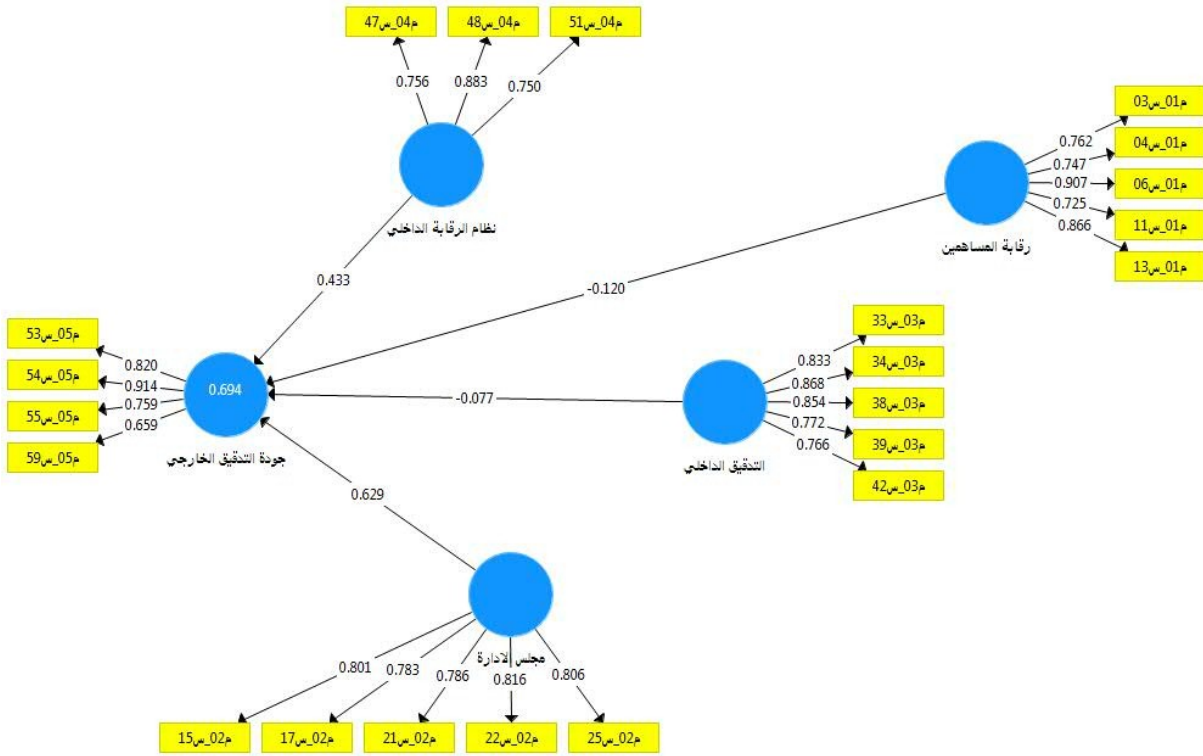 م04_س47
م04_س48
م04_س51
0.756
0.883
0.750
نظام الرقابة الداخلي
م01_س03
م01_س04
م01_س06
م01_س11
م01_س13
0.762
0.747
0.907
0.725
0.866
رقابة المساهمين
0.433
-0.120
م05_س53
م05_س54
م05_س55
م05_س59
0.820
0.914
0.759
0.659
0.694
جودة التدقيق الخارجي
-0.077
م03_س33
م03_س34
م03_س38
م03_س39
م03_س42
0.833
0.868
0.854
0.772
0.766
التدقيق الداخلي
0.629
مجلس الادارة
0.801
0.783
0.786
0.816
0.806
م02_س15
م02_س17
م02_س21
م02_س22
م02_س25